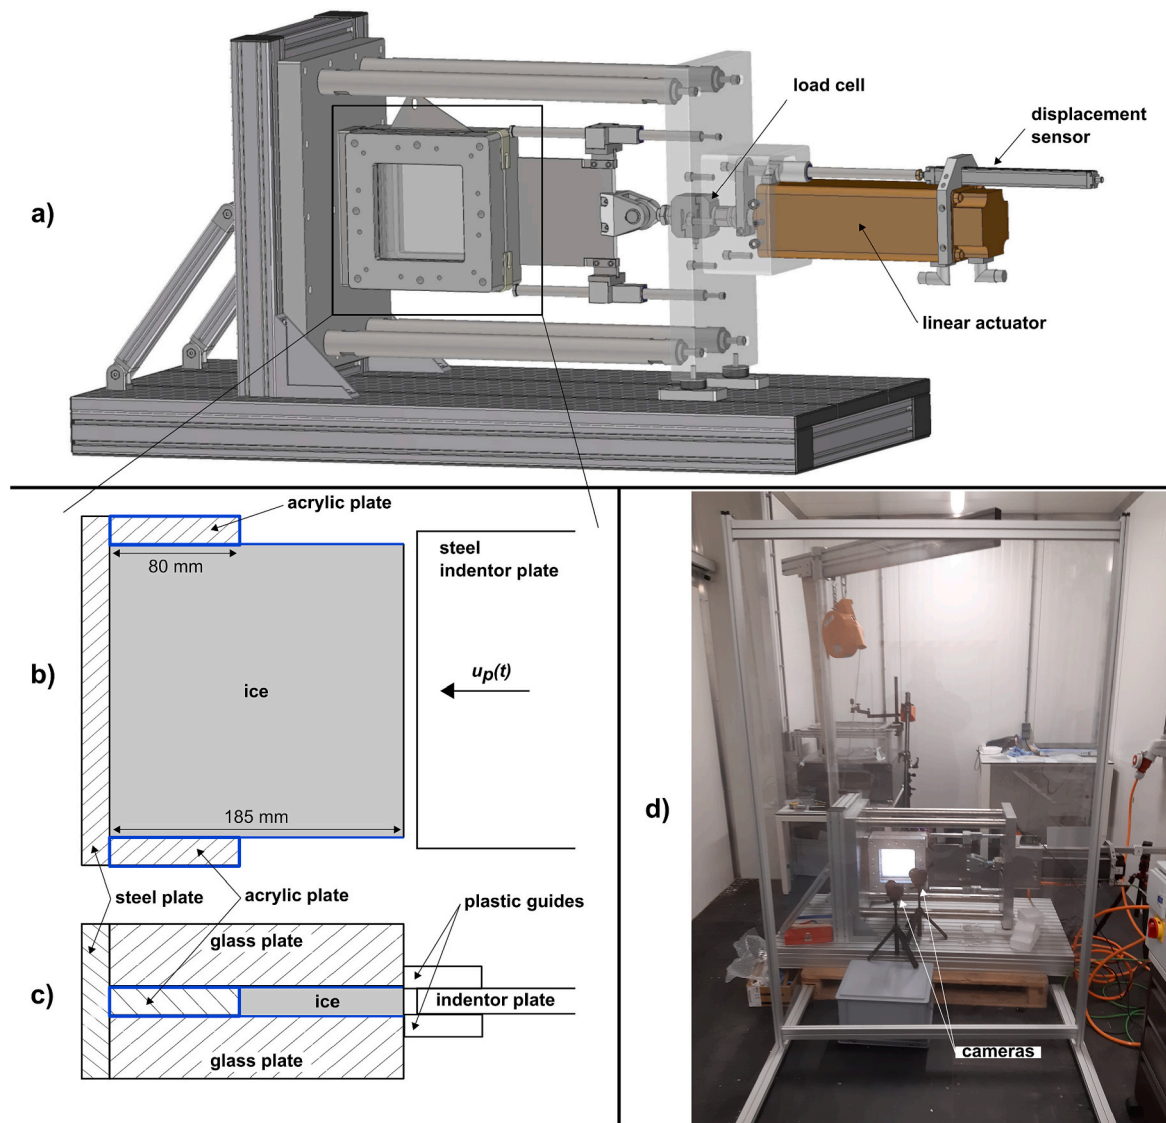 load cell
displacement
sensor
a)
linear actuator
acrylic plate
80 mm
steel
indentor plate
b)
ice
up(t)
185 mm
steel plate
acrylic plate
plastic guides
glass plate
c)
ice
indentor plate
glass plate
d)
cameras